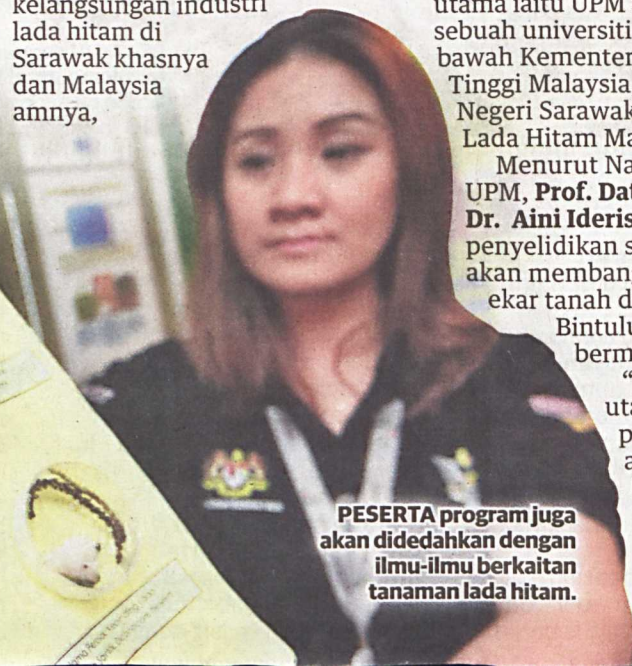 kelangsungan industri
lada hitam di
Sarawak khasnya
dan Malaysia
amnya,
utama iaitu UPM
sebuah universiti
bawah Kementer
Tinggi Malaysia
Negeri Sarawak
Lada Hitam Ma
Menurut Na
UPM, Prof. Dat
Dr. Aini Ideris
penyelidikan s
akan memban
ekar tanah d
Bintulu
berm
“
uta
p
a
PESERTA program juga
akan didedahkan dengan
ilmu-ilmu berkaitan
tanaman lada hitam.